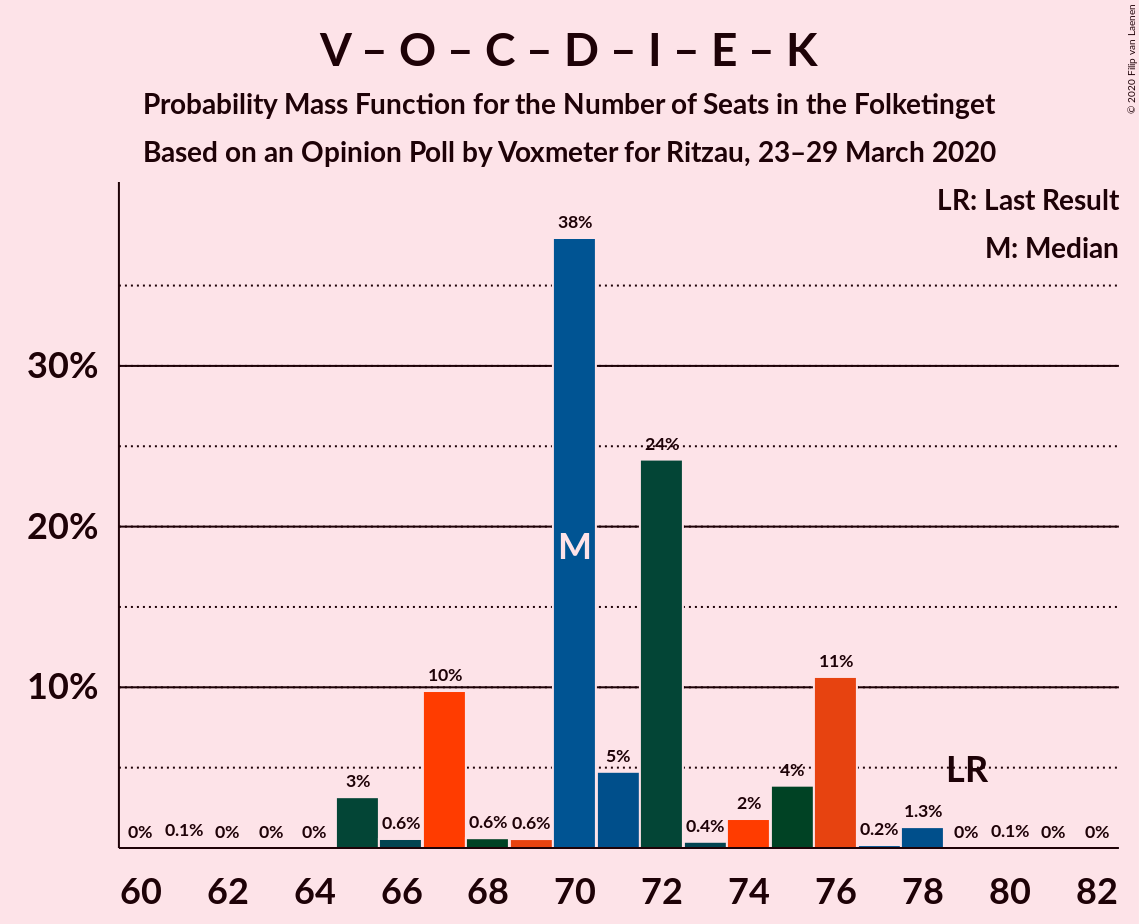 V – O – C – D – I – E – K
Probability Mass Function for the Number of Seats in the Folketinget
Based on an Opinion Poll by Voxmeter for Ritzau, 23–29 March 2020
© 2020 Filip van Laenen
LR: Last Result
M: Median
30%
20%
10%
0% 0.1% 0% 0% 0% 3% 0.6% 10% 0.6% 0.6% 38% 5% 24% 0.4% 2% 4% 11% 0.2% 1.3% 0% 0.1% 0% 0%
M
LR
60 62 64 66 68 70 72 74 76 78 80 82